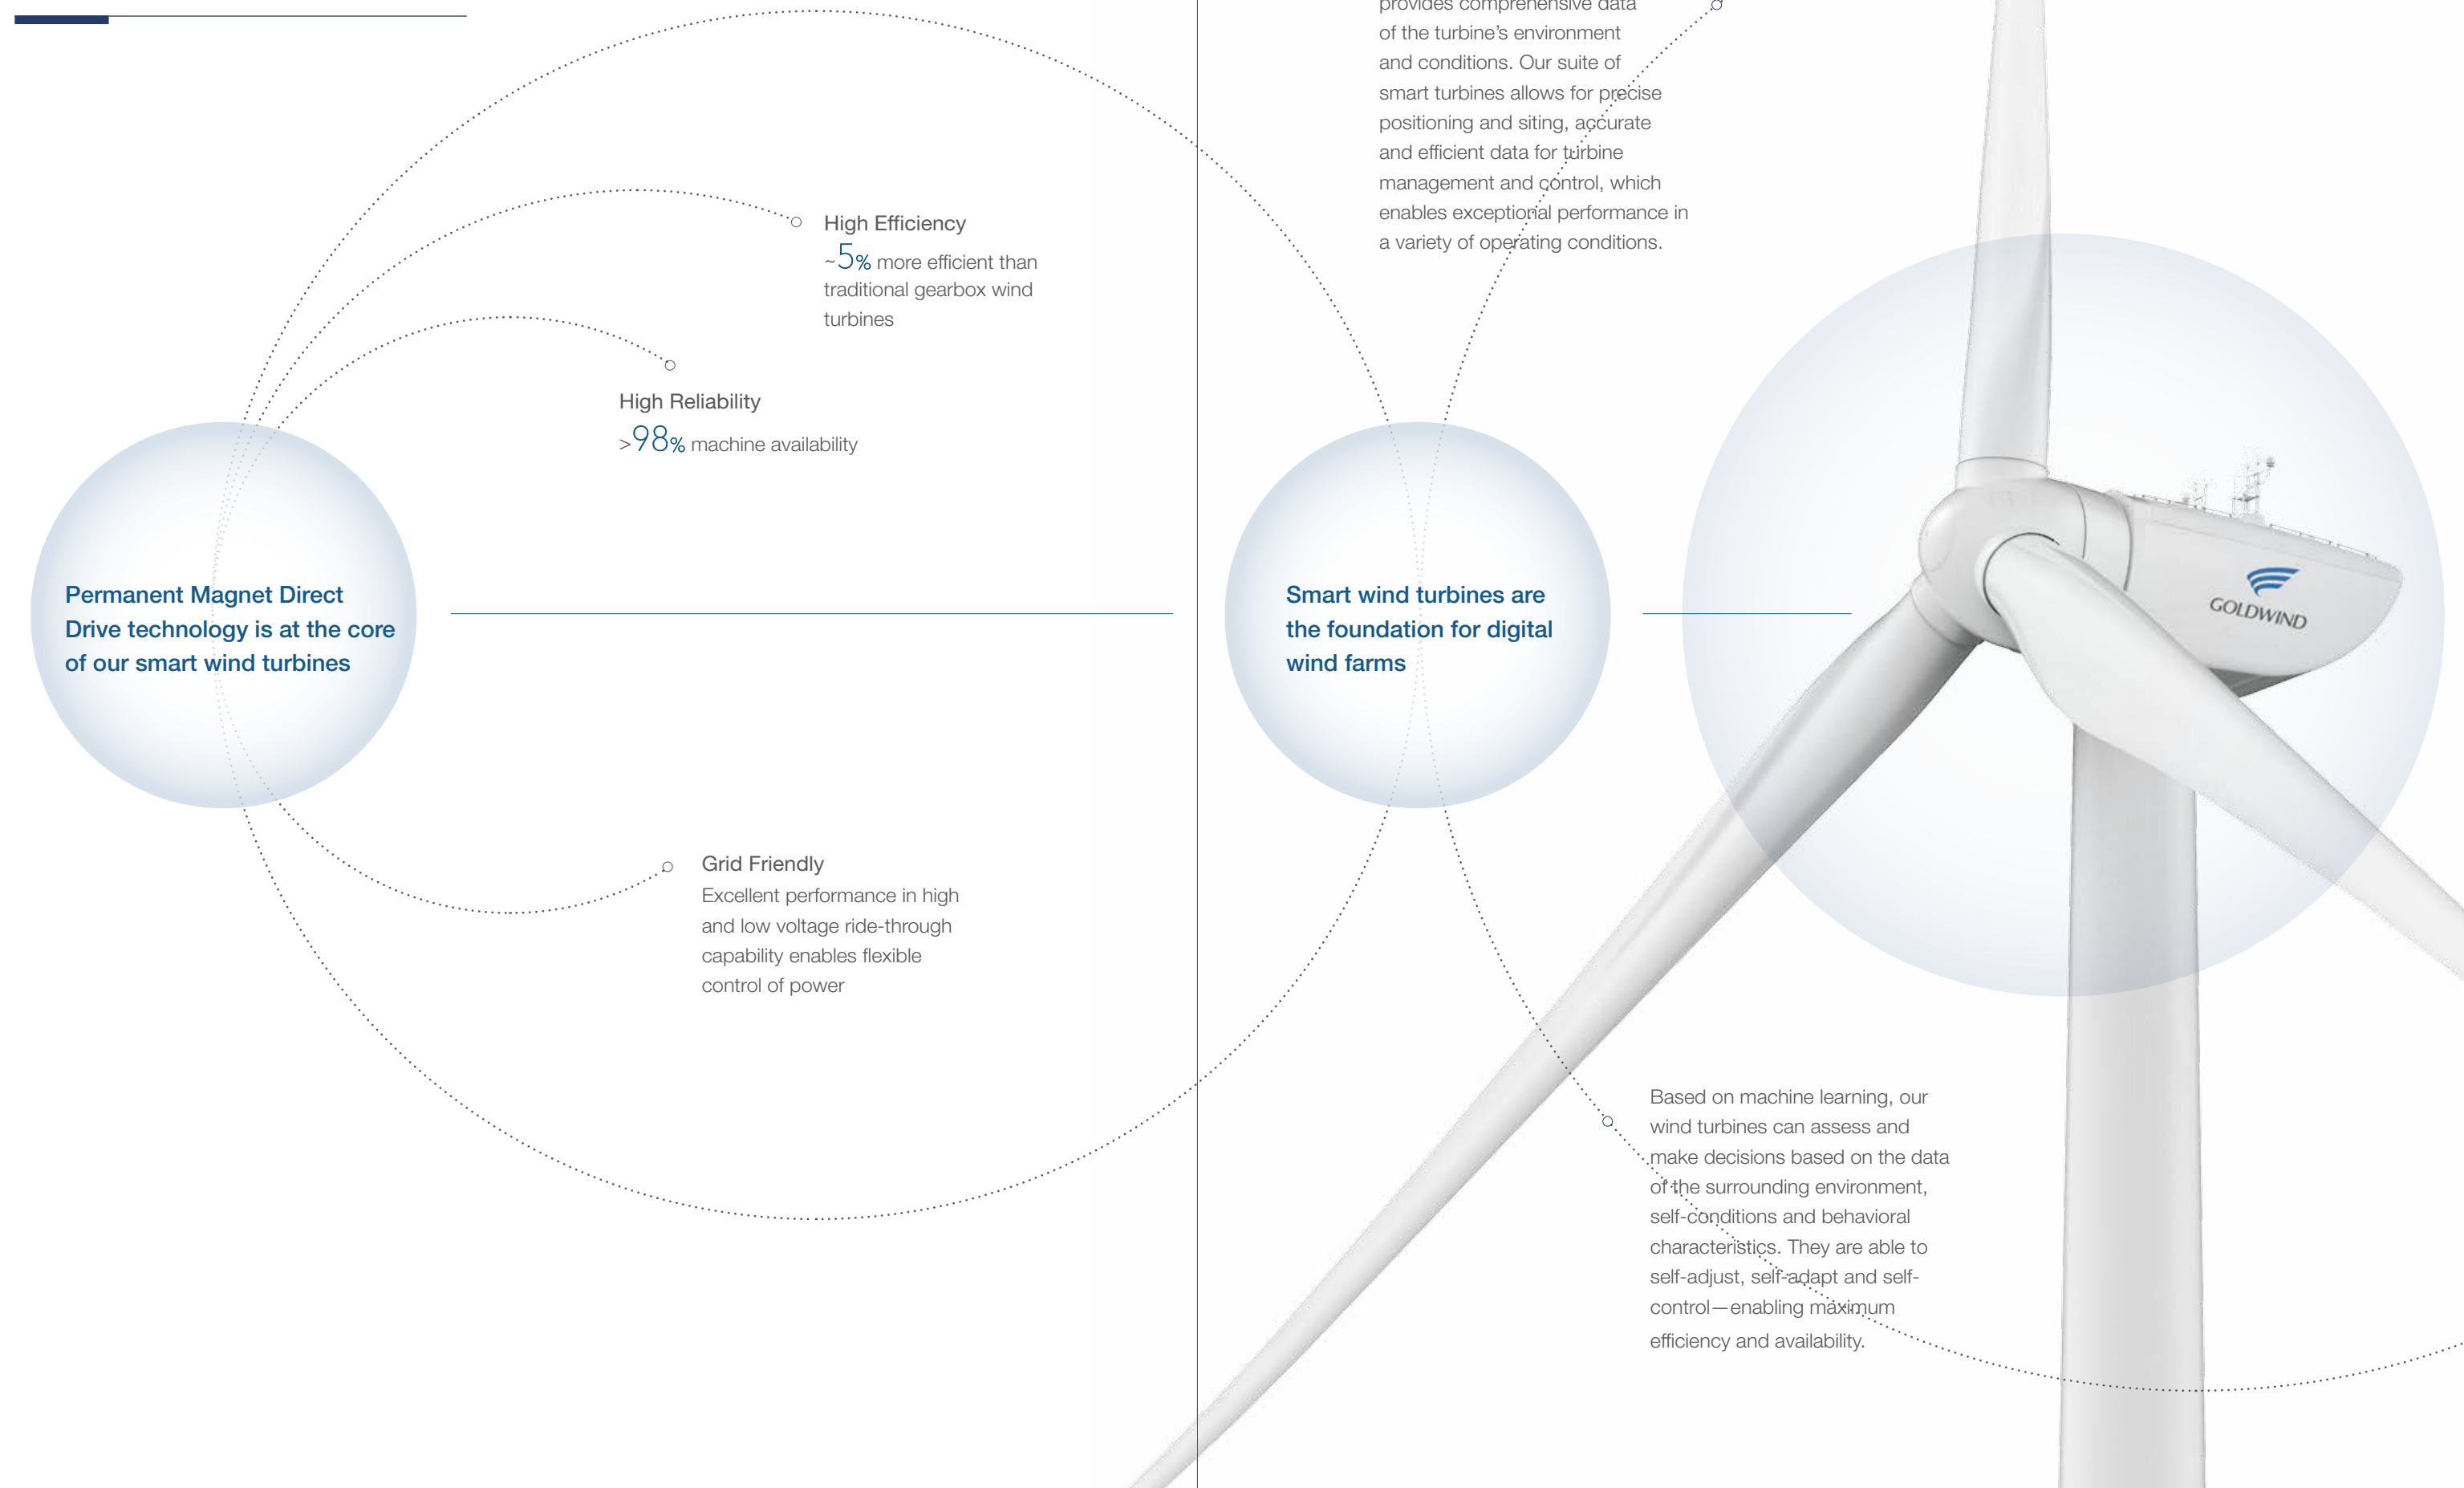 High Efficiency
~5% more efficient than
traditional gearbox wind
turbines
High Reliability
>98% machine availability
Permanent Magnet Direct
Drive technology is at the core
of our smart wind turbines
Grid Friendly
Excellent performance in high
and low voltage ride-through
capability enables flexible
control of power
provides comprehensive data
of the turbine’s environment
and conditions. Our suite of
smart turbines allows for precise
positioning and siting, accurate
and efficient data for turbine
management and control, which
enables exceptional performance in
a variety of operating conditions.
Smart wind turbines are
the foundation for digital
wind farms
GOLDWIND
Based on machine learning, our
wind turbines can assess and
make decisions based on the data
of the surrounding environment,
self-conditions and behavioral
characteristics. They are able to
self-adjust, self-adapt and self-
control—enabling maximum
efficiency and availability.